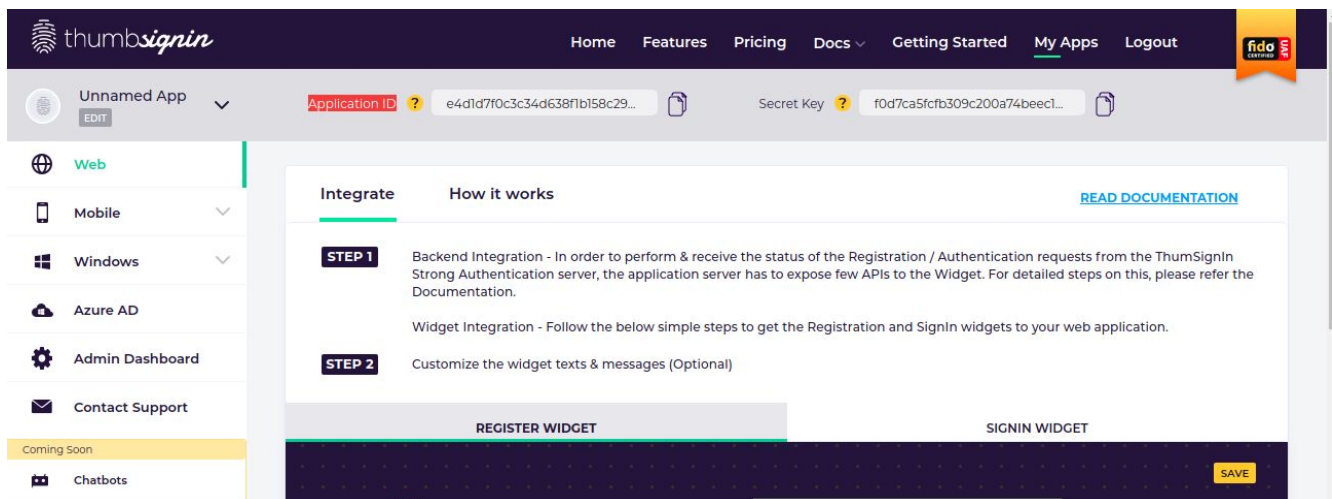 thumbsignin
Home Features Pricing Docs Getting Started My Apps Logout
fido
CERTIFIED
UAF
Unnamed App
EDIT
Application ID ? e4d1d7f0c3c34d638f1b158c29...
Secret Key ? f0d7ca5fcfb309c200a74beec1...
Web
Mobile
Windows
Azure AD
Admin Dashboard
Contact Support
Coming Soon
Chatbots
Integrate How it works READ DOCUMENTATION
STEP 1 Backend Integration - In order to perform & receive the status of the Registration / Authentication requests from the ThumSignIn
Strong Authentication server, the application server has to expose few APIs to the Widget. For detailed steps on this, please refer the
Documentation.
Widget Integration - Follow the below simple steps to get the Registration and SignIn widgets to your web application.
STEP 2 Customize the widget texts & messages (Optional)
REGISTER WIDGET SIGNIN WIDGET
SAVE